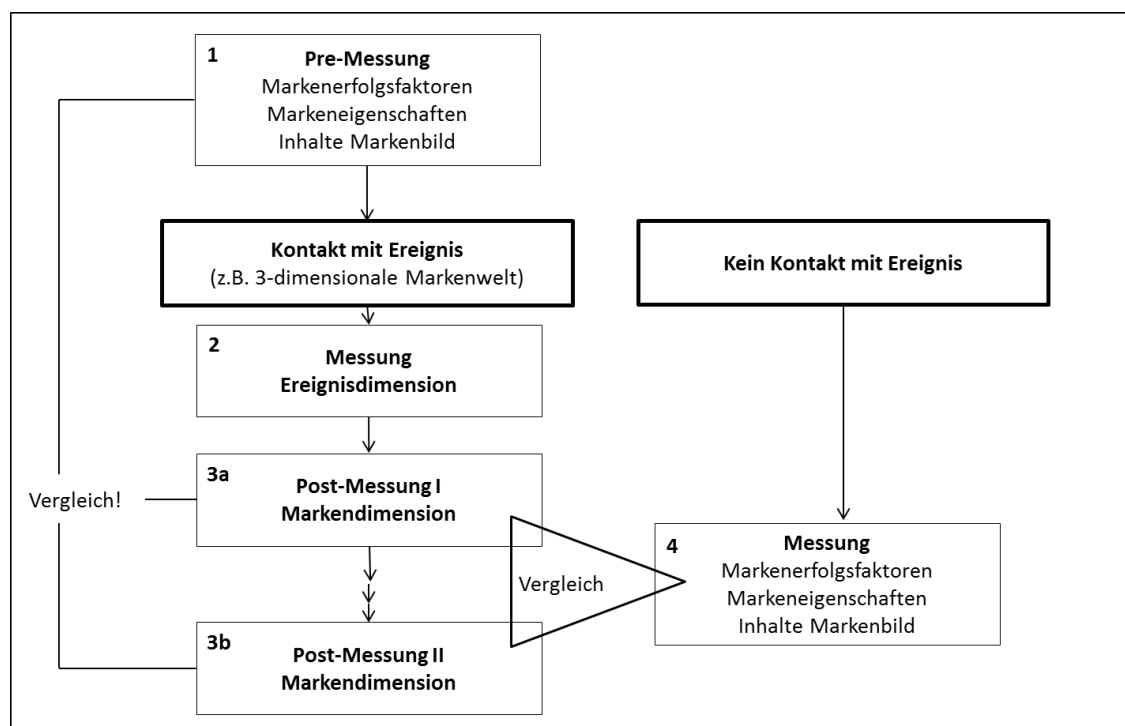 1
Pre-Messung
Markenerfolgsfaktoren
Markeneigenschaften
Inhalte Markenbild
Kontakt mit Ereignis
(z.B. 3-dimensionale Markenwelt)
Kein Kontakt mit Ereignis
2
Messung
Ereignisdimension
3a
Post-Messung I
Markendimension
Vergleich!
Vergleich
4
Messung
Markenerfolgsfaktoren
Markeneigenschaften
Inhalte Markenbild
3b
Post-Messung II
Markendimension